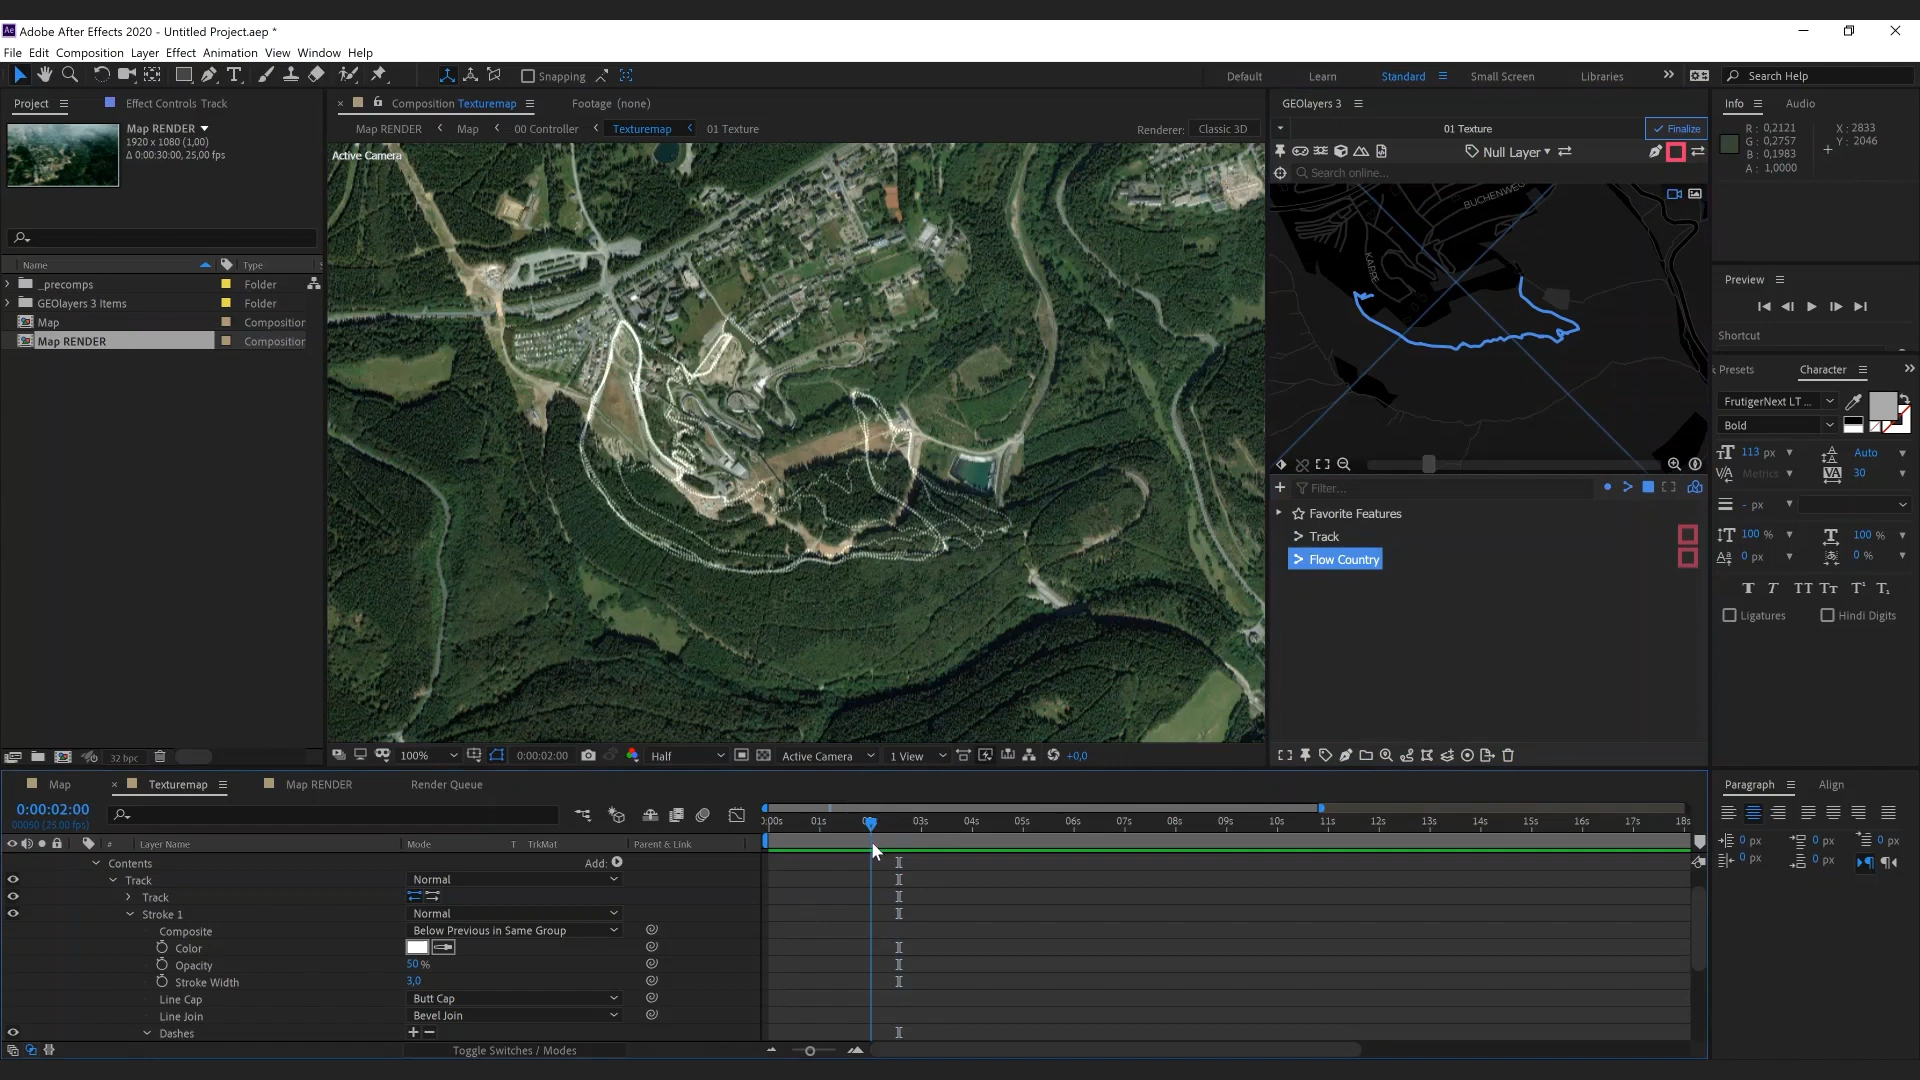 Ae Adobe After Effects 2020 - Untitled Project.aep *
File Edit Composition Layer Effect Animation View Window Help
Snapping
Default Learn Standard Small Screen Libraries
Search Help
Project Effect Controls Track
Map RENDER
1920 x 1080 (1,00)
Δ 0:00:30:00, 25,00 fps
Name Type
_precomps Folder
GEOlayers 3 Items Folder
Map Composition
Map RENDER Composition
32 bpc
Composition Texturemap
Footage (none)
Map RENDER Map 00 Controller Texturemap 01 Texture
Renderer: Classic 3D
Active Camera
100% 0:00:02:00 Half Active Camera 1 View +0,0
GEOlayers 3
01 Texture Finalize
Null Layer
Search online...
BUCHENWEG
KAPPE
Filter...
Favorite Features
Track
Flow Country
Info Audio
R: 0,2121
G: 0,2757
B: 0,1983
A: 1,0000
X: 2833
Y: 2046
Preview
Shortcut
Presets Character
FrutigerNext LT ...
Bold
113 px Auto
Metrics 30
- px
100 % 100 %
0 px 0 %
Ligatures Hindi Digits
Map Texturemap Map RENDER Render Queue
0:00:02:00
00050 (25.00 fps)
:00s 01s 03s 04s 05s 06s 07s 08s 09s 10s 11s 12s 13s 14s 15s 16s 17s 18s
# Layer Name Mode T TrkMat Parent & Link
Contents Add:
Track Normal
Track
Stroke 1 Normal
Composite Below Previous in Same Group
Color
Opacity 50 %
Stroke Width 3,0
Line Cap Butt Cap
Line Join Bevel Join
Dashes
Toggle Switches / Modes
Paragraph Align
0 px 0 px 0 px
0 px 0 px